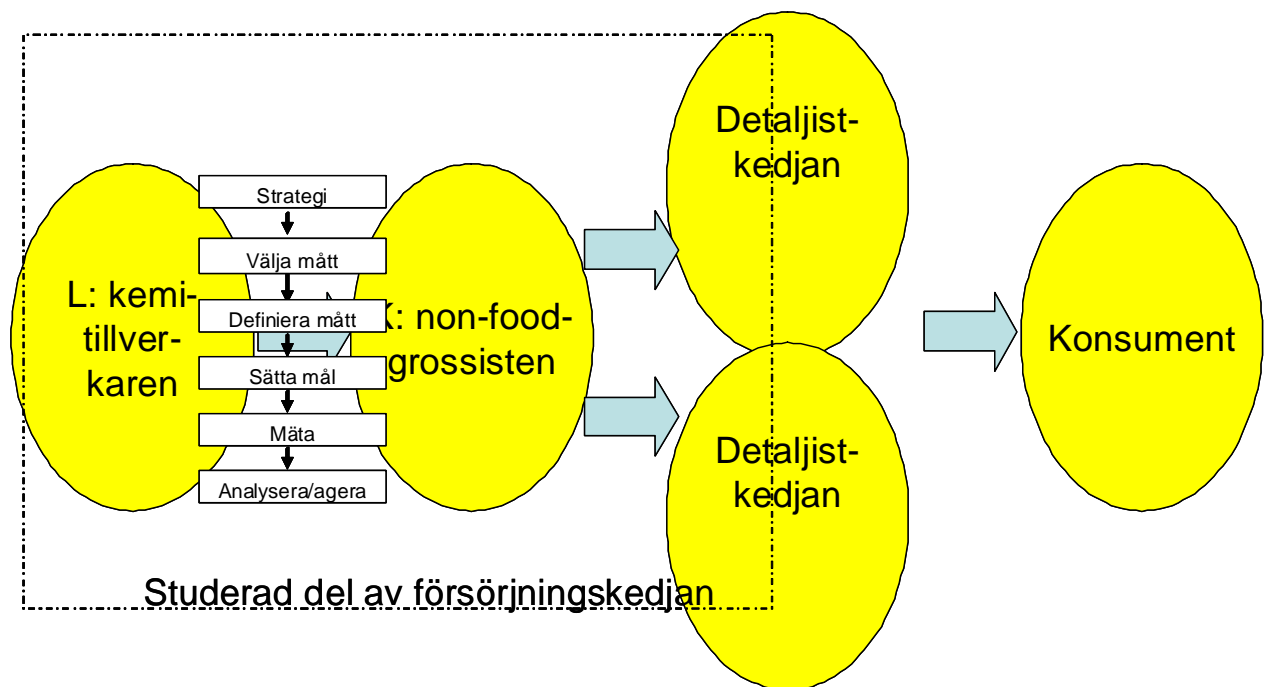 L: kemi-
tillver-
karen
Strategi
Välja mått
Definiera mått
Sätta mål
Mäta
Analysera/agera
K: non-food-
grossisten
Detaljist-
kedjan
Detaljist-
kedjan
Konsument
Studerad del av försörjningskedjan